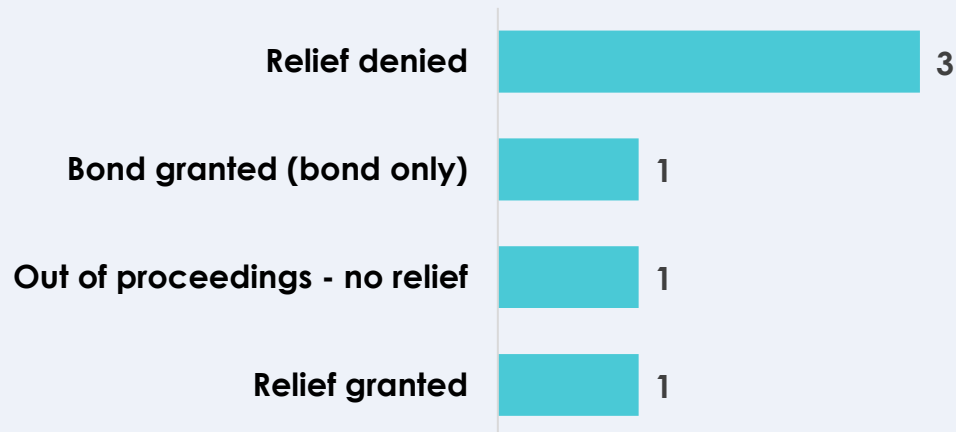 Relief denied 3
Bond granted (bond only) 1
Out of proceedings - no relief 1
Relief granted 1